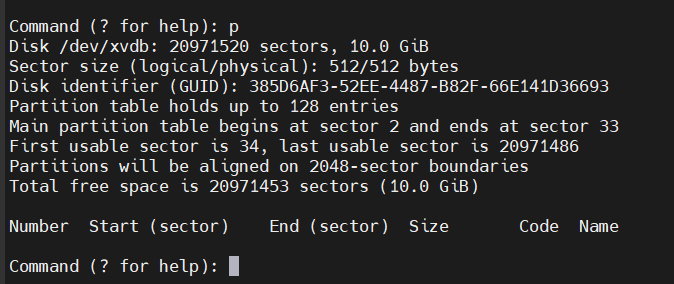 Command (? for help): p
Disk /dev/xvdb: 20971520 sectors, 10.0 GiB
Sector size (logical/physical): 512/512 bytes
Disk identifier (GUID): 385D6AF3-52EE-4487-B82F-66E141D36693
Partition table holds up to 128 entries
Main partition table begins at sector 2 and ends at sector 33
First usable sector is 34, last usable sector is 20971486
Partitions will be aligned on 2048-sector boundaries
Total free space is 20971453 sectors (10.0 GiB)
Number  Start (sector)    End (sector)  Size       Code  Name
Command (? for help):